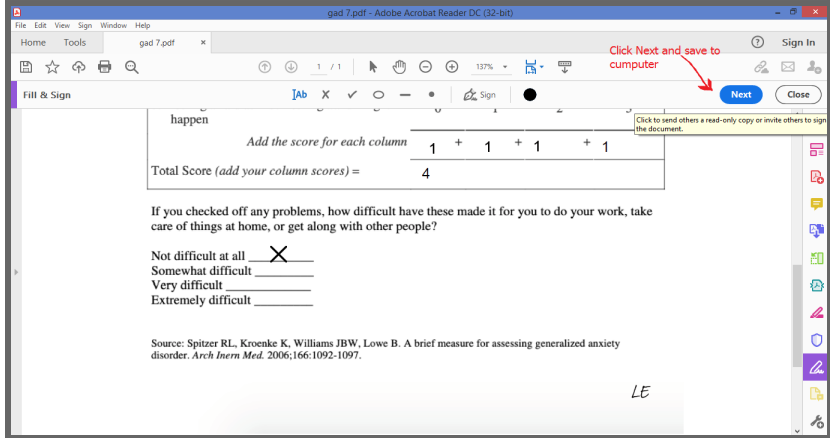 gad 7.pdf - Adobe Acrobat Reader DC (32-bit)
File Edit View Sign Window Help
Home Tools gad 7.pdf × ? Sign In
1 / 1 137%
Click Next and save to
cumputer
Fill & Sign Ab X Sign Next Close
Click to send others a read-only copy or invite others to sign
the document.
happen
Add the score for each column 1 + 1 + 1 + 1
Total Score (add your column scores) = 4
If you checked off any problems, how difficult have these made it for you to do your work, take
care of things at home, or get along with other people?
Not difficult at all ____X____
Somewhat difficult ________
Very difficult ________
Extremely difficult ________
Source: Spitzer RL, Kroenke K, Williams JBW, Lowe B. A brief measure for assessing generalized anxiety
disorder. Arch Inern Med. 2006;166:1092-1097.
LE